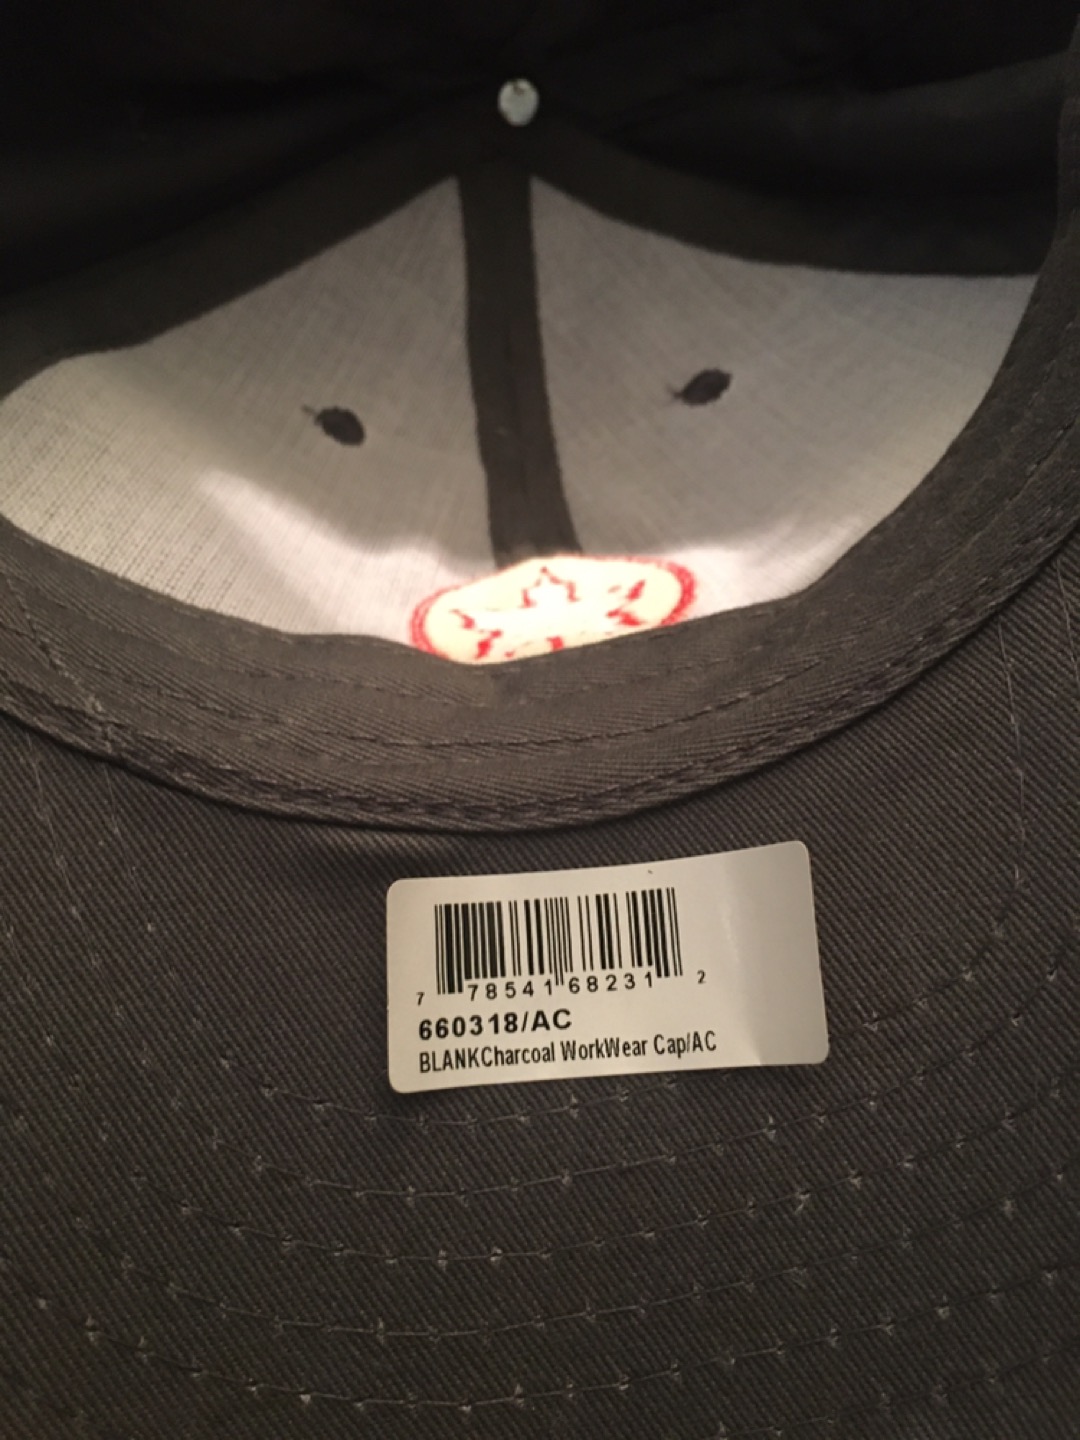 7 78541 68231 2
660318/AC
BLANKCharcoal WorkWear Cap/AC